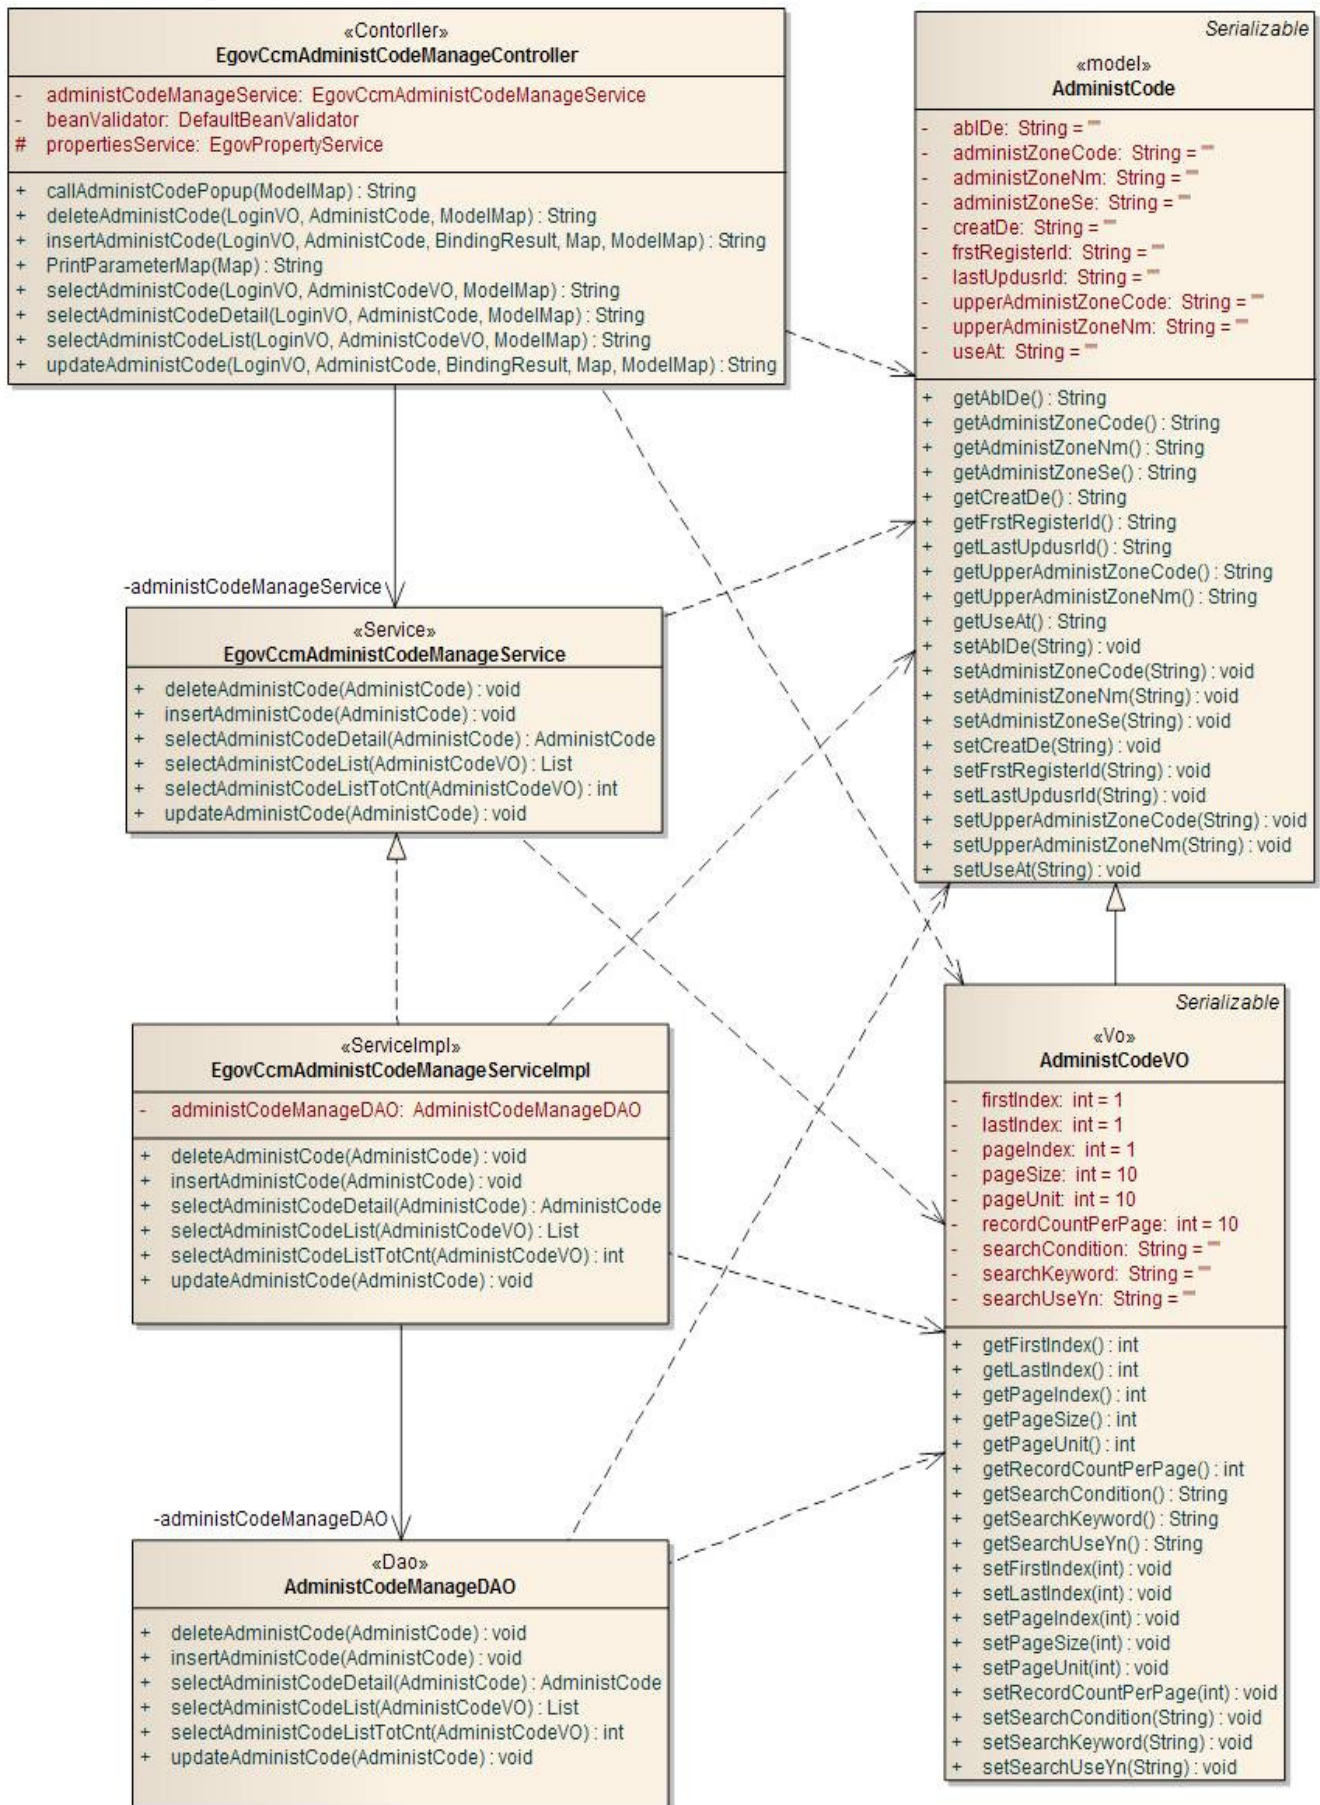 «Contorller»
EgovCcmAdministCodeManageController
- administCodeManageService: EgovCcmAdministCodeManageService
- beanValidator: DefaultBeanValidator
# propertiesService: EgovPropertyService
+ callAdministCodePopup(ModelMap) : String
+ deleteAdministCode(LoginVO, AdministCode, ModelMap) : String
+ insertAdministCode(LoginVO, AdministCode, BindingResult, Map, ModelMap) : String
+ PrintParameterMap(Map) : String
+ selectAdministCode(LoginVO, AdministCodeVO, ModelMap) : String
+ selectAdministCodeDetail(LoginVO, AdministCode, ModelMap) : String
+ selectAdministCodeList(LoginVO, AdministCodeVO, ModelMap) : String
+ updateAdministCode(LoginVO, AdministCode, BindingResult, Map, ModelMap) : String
Serializable
«model»
AdministCode
- ablDe: String = ""
- administZoneCode: String = ""
- administZoneNm: String = ""
- administZoneSe: String = ""
- creatDe: String = ""
- frstRegisterId: String = ""
- lastUpdusrId: String = ""
- upperAdministZoneCode: String = ""
- upperAdministZoneNm: String = ""
- useAt: String = ""
+ getAblDe() : String
+ getAdministZoneCode() : String
+ getAdministZoneNm() : String
+ getAdministZoneSe() : String
+ getCreatDe() : String
+ getFrstRegisterId() : String
+ getLastUpdusrId() : String
+ getUpperAdministZoneCode() : String
+ getUpperAdministZoneNm() : String
+ getUseAt() : String
+ setAblDe(String) : void
+ setAdministZoneCode(String) : void
+ setAdministZoneNm(String) : void
+ setAdministZoneSe(String) : void
+ setCreatDe(String) : void
+ setFrstRegisterId(String) : void
+ setLastUpdusrId(String) : void
+ setUpperAdministZoneCode(String) : void
+ setUpperAdministZoneNm(String) : void
+ setUseAt(String) : void
-administCodeManageService
«Service»
EgovCcmAdministCodeManageService
+ deleteAdministCode(AdministCode) : void
+ insertAdministCode(AdministCode) : void
+ selectAdministCodeDetail(AdministCode) : AdministCode
+ selectAdministCodeList(AdministCodeVO) : List
+ selectAdministCodeListTotCnt(AdministCodeVO) : int
+ updateAdministCode(AdministCode) : void
«ServiceImpl»
EgovCcmAdministCodeManageServiceImpl
- administCodeManageDAO: AdministCodeManageDAO
+ deleteAdministCode(AdministCode) : void
+ insertAdministCode(AdministCode) : void
+ selectAdministCodeDetail(AdministCode) : AdministCode
+ selectAdministCodeList(AdministCodeVO) : List
+ selectAdministCodeListTotCnt(AdministCodeVO) : int
+ updateAdministCode(AdministCode) : void
Serializable
«Vo»
AdministCodeVO
- firstIndex: int = 1
- lastIndex: int = 1
- pageIndex: int = 1
- pageSize: int = 10
- pageUnit: int = 10
- recordCountPerPage: int = 10
- searchCondition: String = ""
- searchKeyword: String = ""
- searchUseYn: String = ""
+ getFirstIndex() : int
+ getLastIndex() : int
+ getPageIndex() : int
+ getPageSize() : int
+ getPageUnit() : int
+ getRecordCountPerPage() : int
+ getSearchCondition() : String
+ getSearchKeyword() : String
+ getSearchUseYn() : String
+ setFirstIndex(int) : void
+ setLastIndex(int) : void
+ setPageIndex(int) : void
+ setPageSize(int) : void
+ setPageUnit(int) : void
+ setRecordCountPerPage(int) : void
+ setSearchCondition(String) : void
+ setSearchKeyword(String) : void
+ setSearchUseYn(String) : void
-administCodeManageDAO
«Dao»
AdministCodeManageDAO
+ deleteAdministCode(AdministCode) : void
+ insertAdministCode(AdministCode) : void
+ selectAdministCodeDetail(AdministCode) : AdministCode
+ selectAdministCodeList(AdministCodeVO) : List
+ selectAdministCodeListTotCnt(AdministCodeVO) : int
+ updateAdministCode(AdministCode) : void